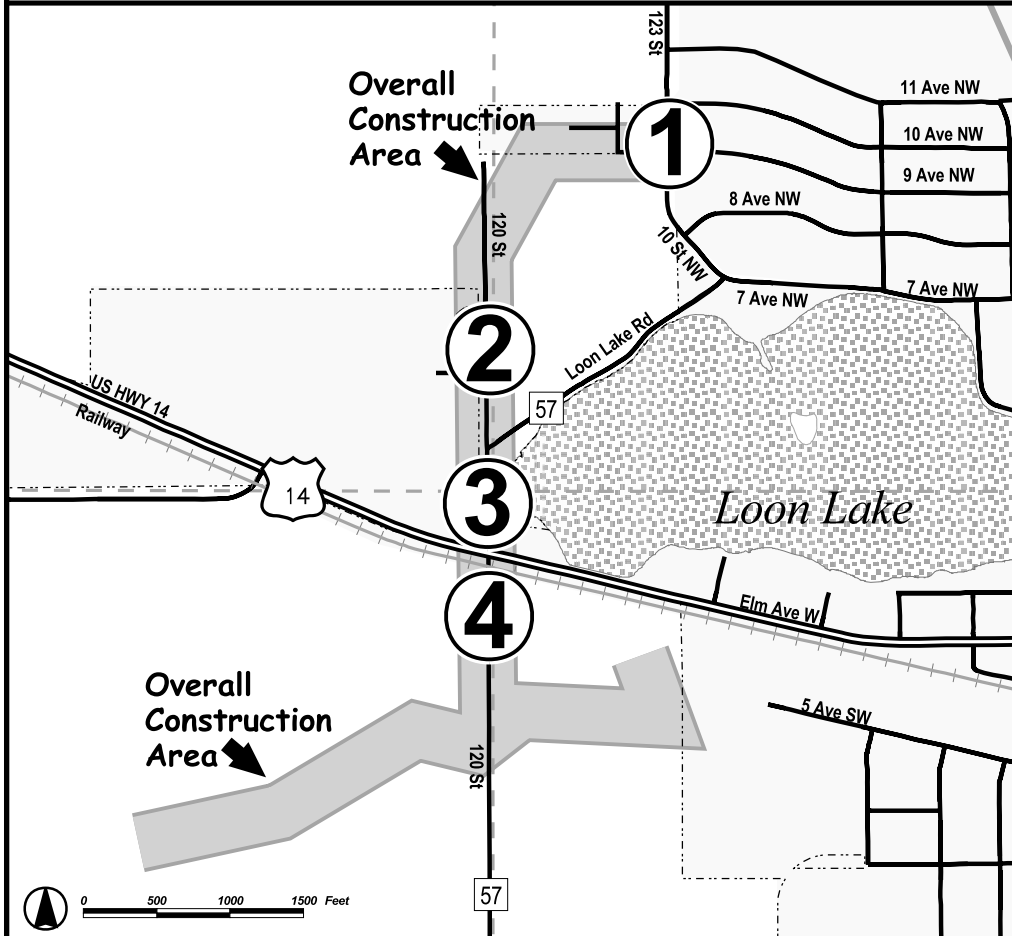 123 St
11 Ave NW
Overall
Construction
Area
1
10 Ave NW
9 Ave NW
8 Ave NW
120 St
10 St NW
7 Ave NW
7 Ave NW
2
Loon Lake Rd
57
US HWY 14
Railway
14
3
Loon Lake
4
Elm Ave W
Overall
Construction
Area
5 Ave SW
120 St
57
0 500 1000 1500 Feet